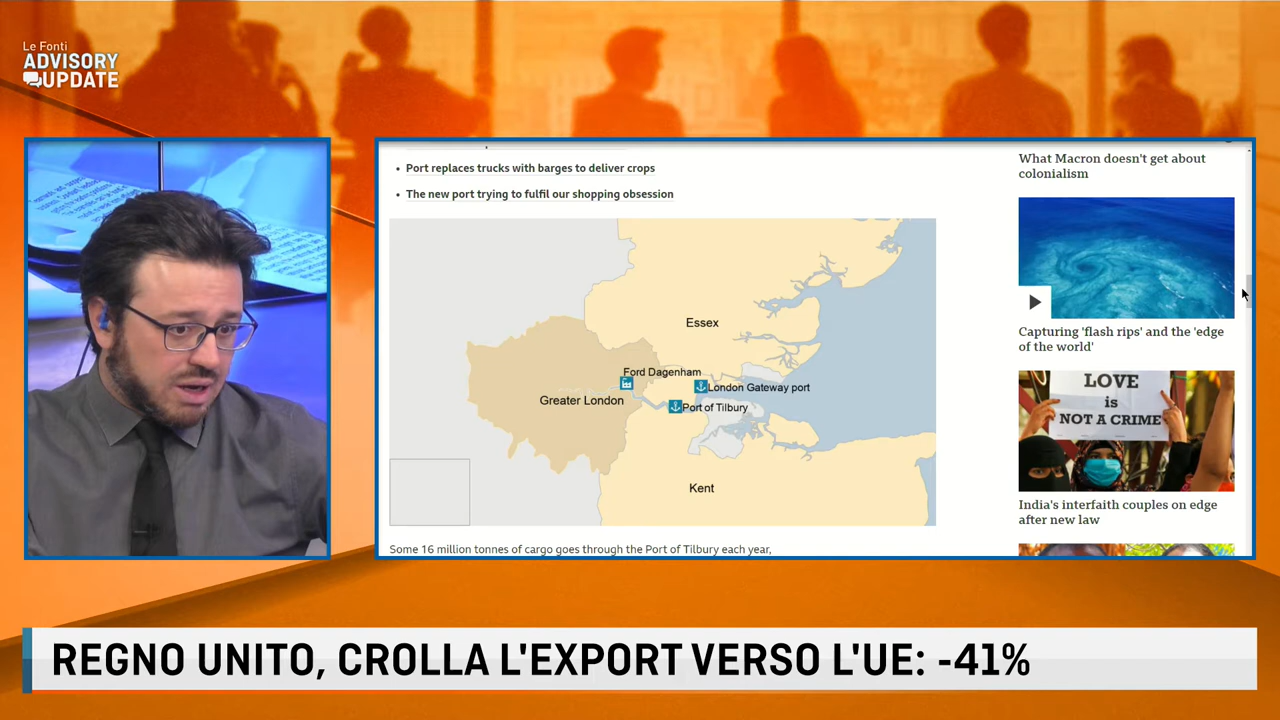 Le Fonti
ADVISORY
UPDATE
Port replaces trucks with barges to deliver crops
The new port trying to fulfil our shopping obsession
Essex
Ford Dagenham
London Gateway port
Greater London
Port of Tilbury
Kent
Some 16 million tonnes of cargo goes through the Port of Tilbury each year,
What Macron doesn't get about
colonialism
Capturing 'flash rips' and the 'edge
of the world'
LOVE
is
NOT A CRIME
India's interfaith couples on edge
after new law
REGNO UNITO, CROLLA L'EXPORT VERSO L'UE: -41%